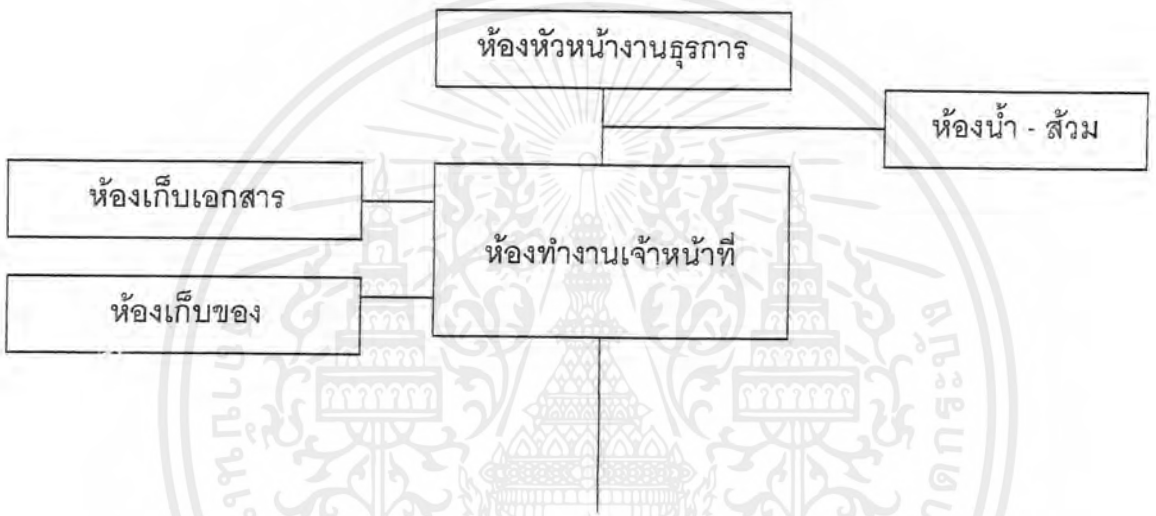 ห้องหัวหน้างานธุรการ
ห้องน้ำ - ส้วม
ห้องเก็บเอกสาร
ห้องทำงานเจ้าหน้าที่
ห้องเก็บของ